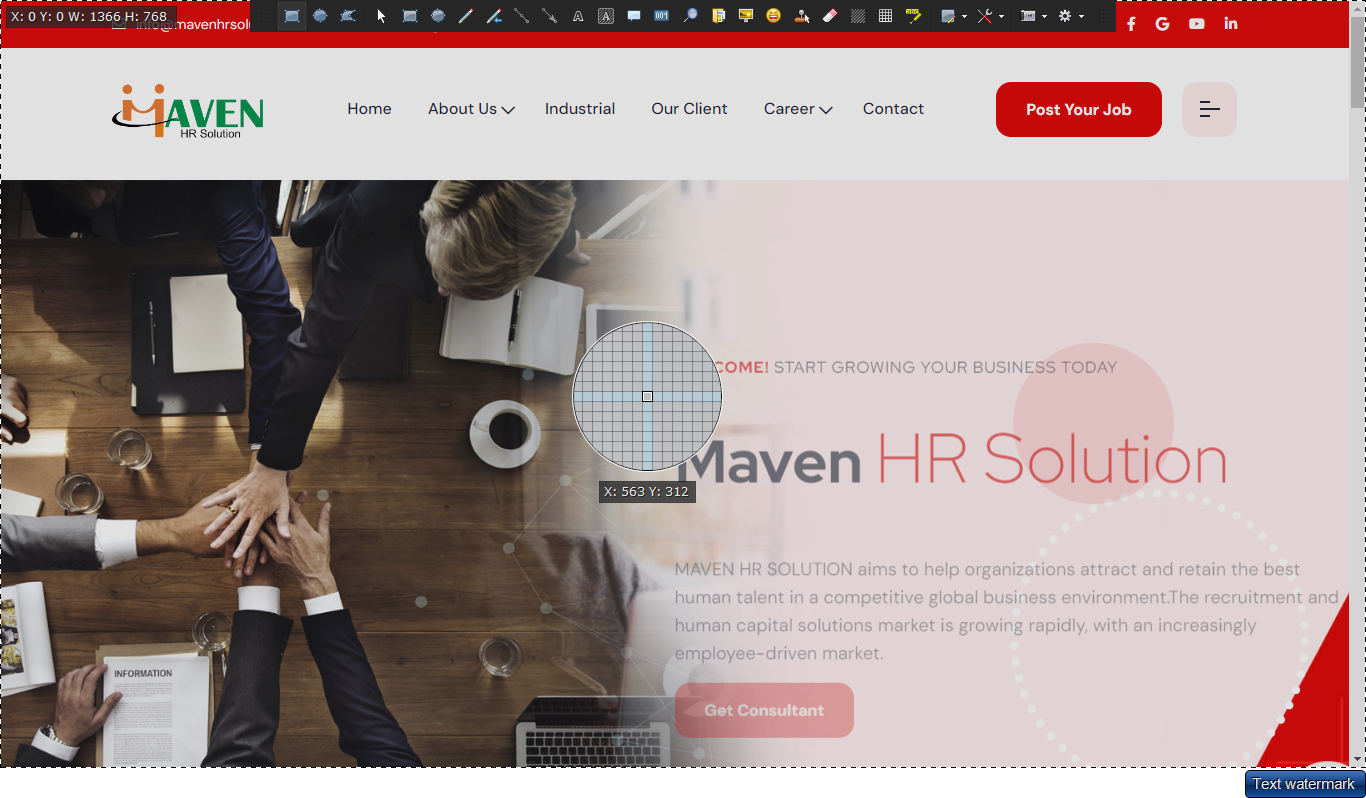 X: 0 Y: 0 W: 1366 H: 768
info@mavenhrsol
A
A
001
MAVEN
HR Solution
Home
About Us
Industrial
Our Client
Career
Contact
Post Your Job
COME! START GROWING YOUR BUSINESS TODAY
Maven HR Solution
X: 563 Y: 312
MAVEN HR SOLUTION aims to help organizations attract and retain the best
human talent in a competitive global business environment.The recruitment and
human capital solutions market is growing rapidly, with an increasingly
employee-driven market.
INFORMATION
Get Consultant
Text watermark